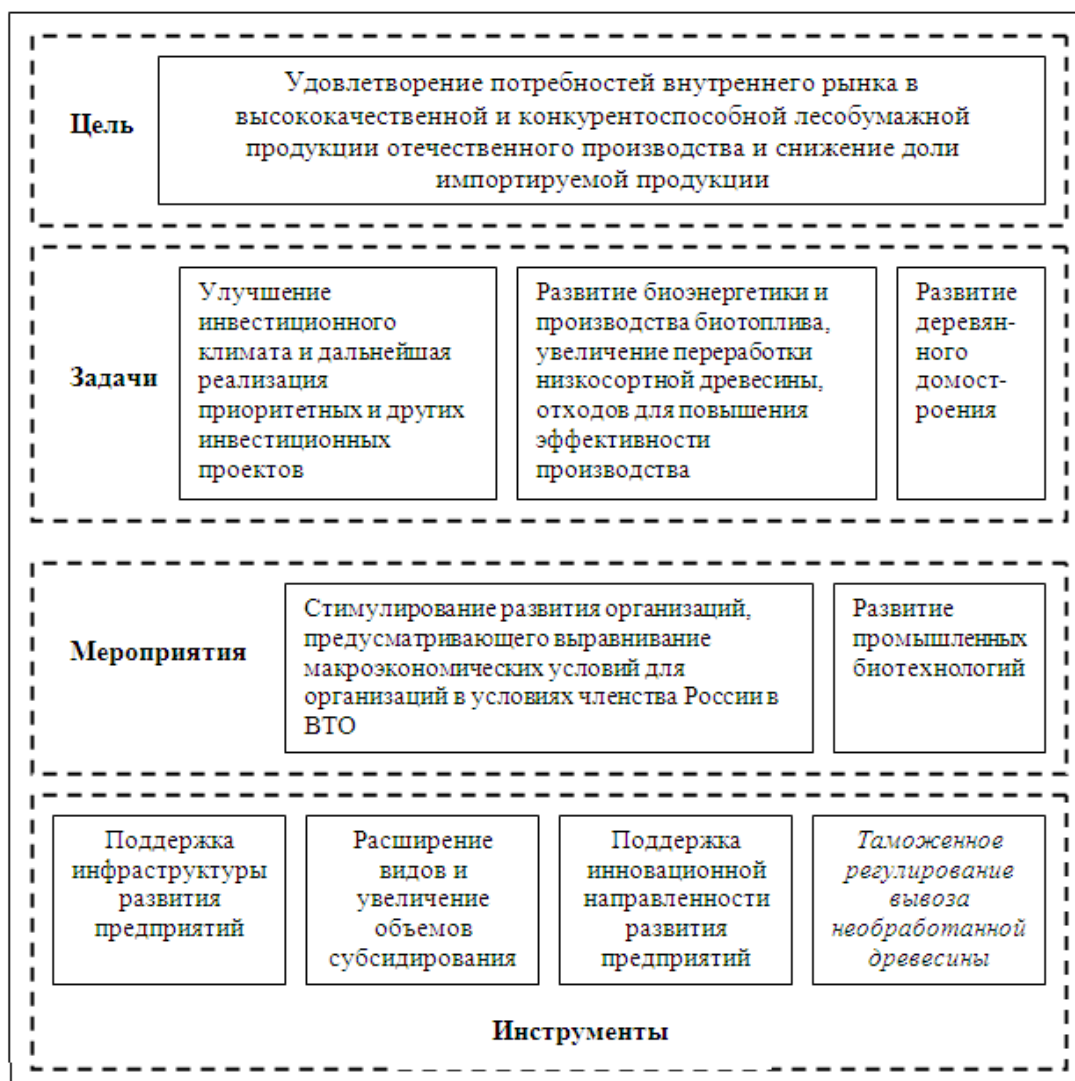 Цель
Удовлетворение потребностей внутреннего рынка в
высококачественной и конкурентоспособной лесобумажной
продукции отечественного производства и снижение доли
импортируемой продукции
Задачи
Улучшение
инвестиционного
климата и дальнейшая
реализация
приоритетных и других
инвестиционных
проектов
Развитие биоэнергетики и
производства биотоплива,
увеличение переработки
низкосортной древесины,
отходов для повышения
эффективности
производства
Развитие
деревян-
ного
домост-
роения
Мероприятия
Стимулирование развития организаций,
предусматривающего выравнивание
макроэкономических условий для
организаций в условиях членства России в
ВТО
Развитие
промышленных
биотехнологий
Поддержка
инфраструктуры
развития
предприятий
Расширение
видов и
увеличение
объемов
субсидирования
Поддержка
инновационной
направленности
развития
предприятий
Таможенное
регулирование
вывоза
необработанной
древесины
Инструменты